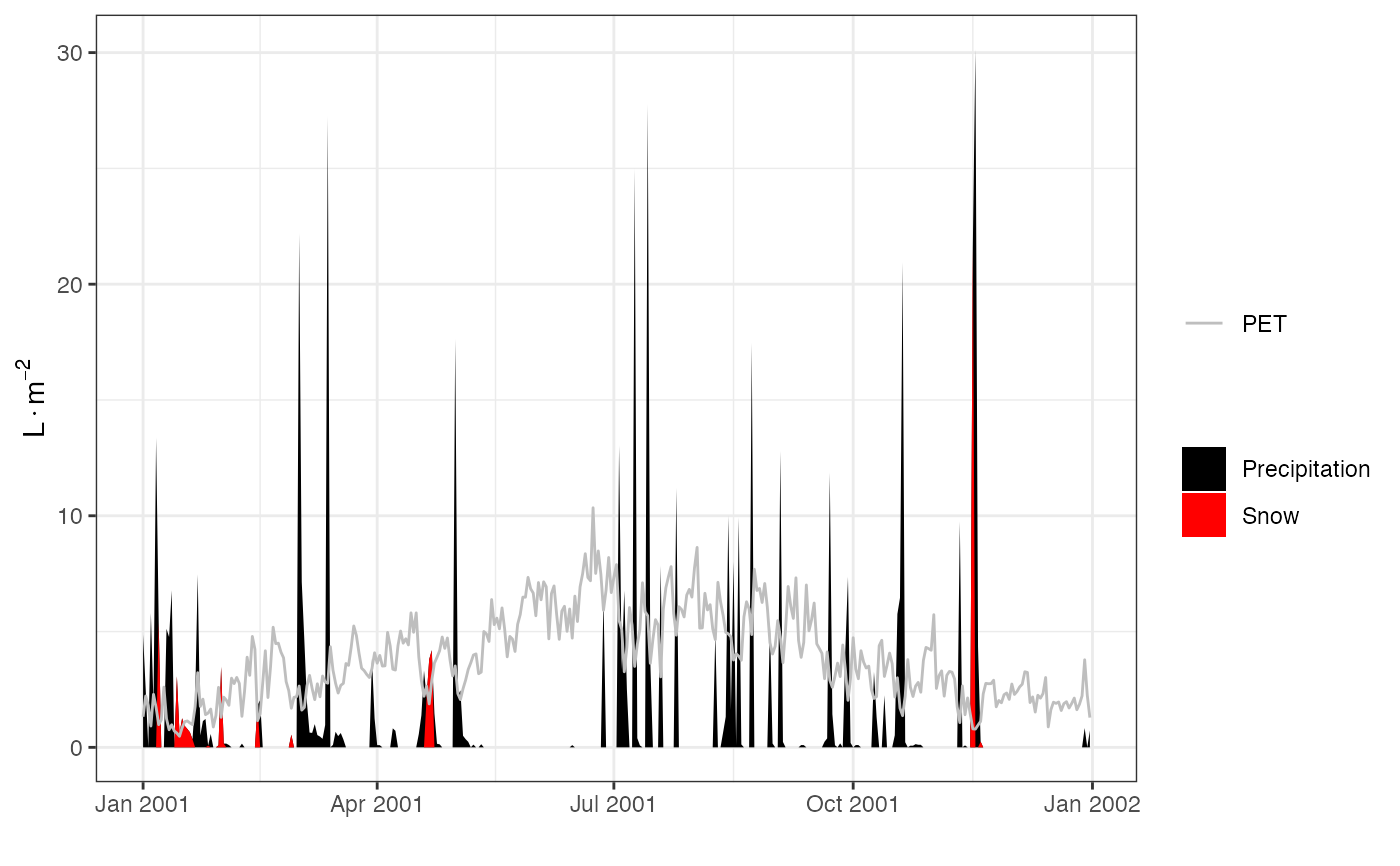 30
20
10
0
L · m⁻²
Jan 2001
Apr 2001
Jul 2001
Oct 2001
Jan 2002
PET
Precipitation
Snow